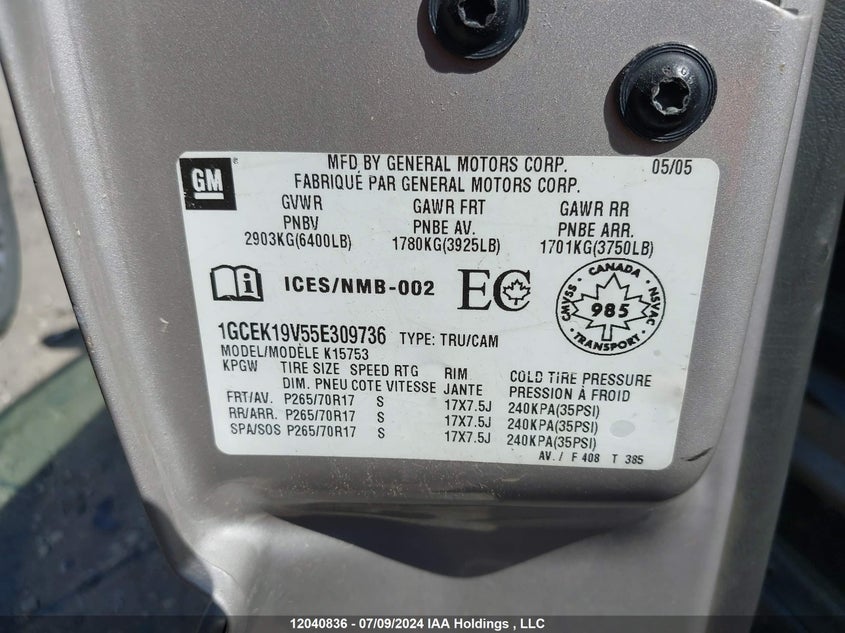 GM
MFD BY GENERAL MOTORS CORP. 05/05
FABRIQUÉ PAR GENERAL MOTORS CORP.
GVWR GAWR FRT GAWR RR
PNBV PNBE AV. PNBE ARR.
2903KG(6400LB) 1780KG(3925LB) 1701KG(3750LB)
ICES/NMB-002 EC
CANADA
CMVSS 985 NSVAC
TRANSPORT
1GCEK19V55E309736 TYPE: TRU/CAM
MODEL/MODÈLE K15753
KPGW TIRE SIZE SPEED RTG RIM COLD TIRE PRESSURE
DIM. PNEU COTE VITESSE JANTE PRESSION À FROID
FRT/AV. P265/70R17 S 17X7.5J 240KPA(35PSI)
RR/ARR. P265/70R17 S 17X7.5J 240KPA(35PSI)
SPA/SOS P265/70R17 S 17X7.5J 240KPA(35PSI)
AV./ F 408 T 385
12040836 - 07/09/2024 IAA Holdings , LLC